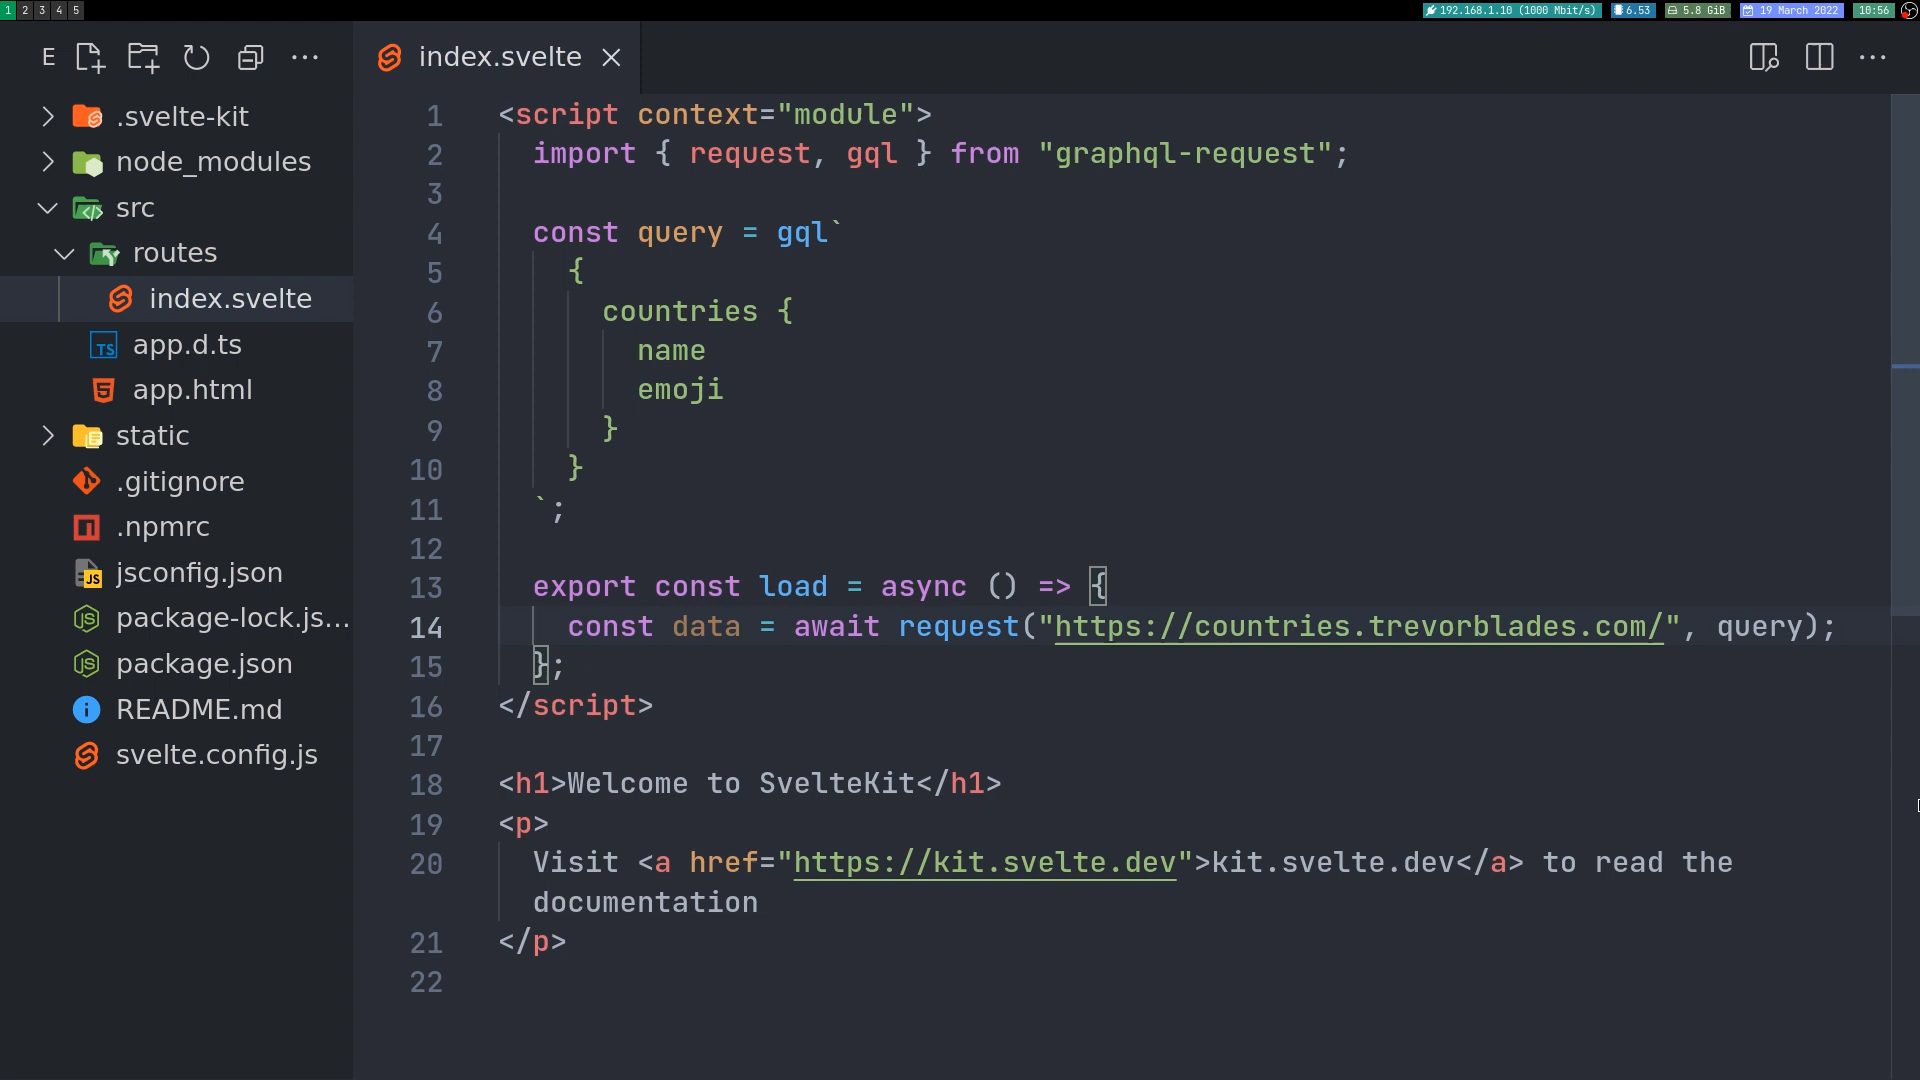 1 2 3 4 5
192.168.1.10 (1000 Mbit/s) 6.53 5.8 GiB 19 March 2022 10:56
E
index.svelte
.svelte-kit
node_modules
src
routes
index.svelte
TS app.d.ts
app.html
static
.gitignore
.npmrc
JS jsconfig.json
JS package-lock.js...
JS package.json
README.md
svelte.config.js
1 <script context="module">
2 import { request, gql } from "graphql-request";
3
4 const query = gql`
5 {
6 countries {
7 name
8 emoji
9 }
10 }
11 `;
12
13 export const load = async () => {
14 const data = await request("https://countries.trevorblades.com/", query);
15 };
16 </script>
17
18 <h1>Welcome to SvelteKit</h1>
19 <p>
20 Visit <a href="https://kit.svelte.dev">kit.svelte.dev</a> to read the
documentation
21 </p>
22